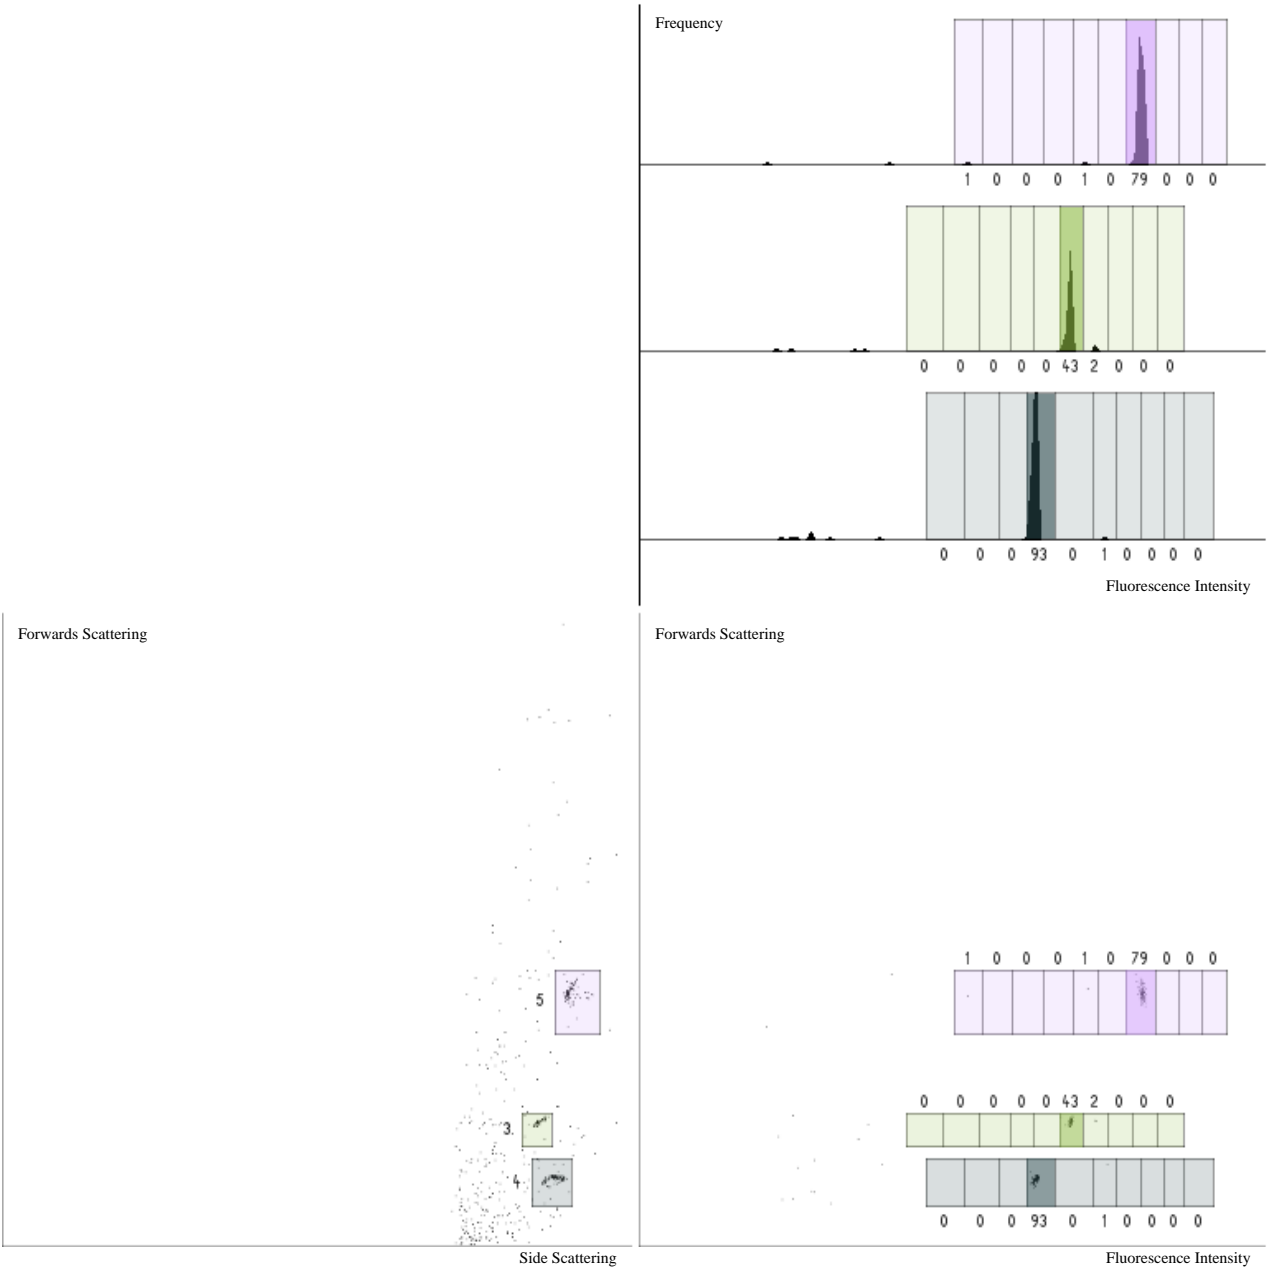 Frequency
1 0 0 0 1 0 79 0 0 0
0 0 0 0 0 43 2 0 0 0
0 0 0 93 0 1 0 0 0 0
Fluorescence Intensity
Forwards Scattering
5
3.
4
Side Scattering
Forwards Scattering
1 0 0 0 1 0 79 0 0 0
0 0 0 0 0 43 2 0 0 0
0 0 0 93 0 1 0 0 0 0
Fluorescence Intensity